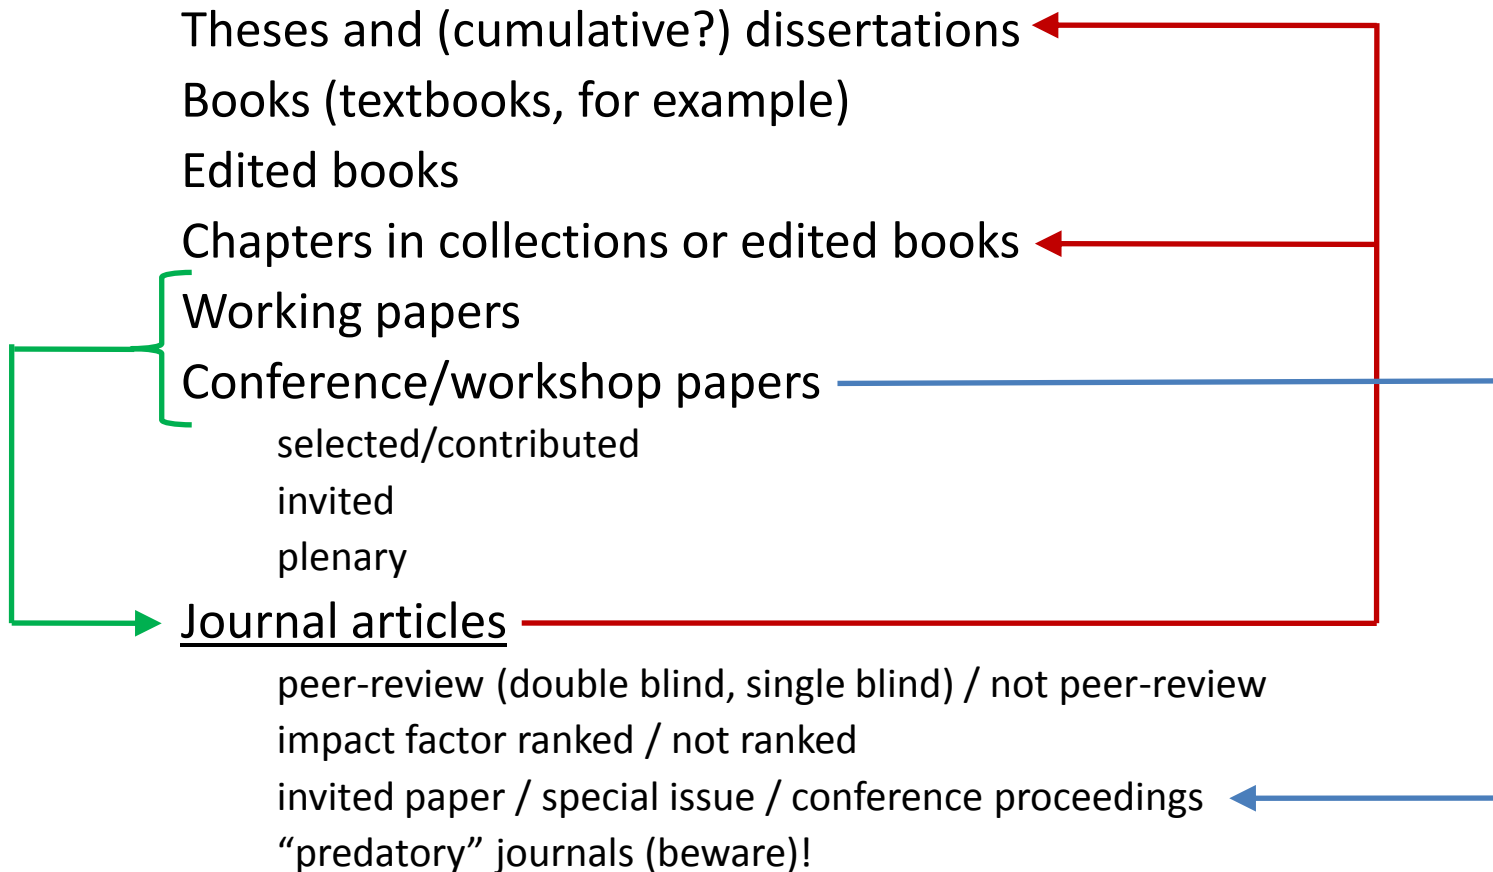 Theses and (cumulative?) dissertations
Books (textbooks, for example)
Edited books
Chapters in collections or edited books
Working papers
Conference/workshop papers
selected/contributed
invited
plenary
Journal articles
peer-review (double blind, single blind) / not peer-review
impact factor ranked / not ranked
invited paper / special issue / conference proceedings
“predatory” journals (beware)!